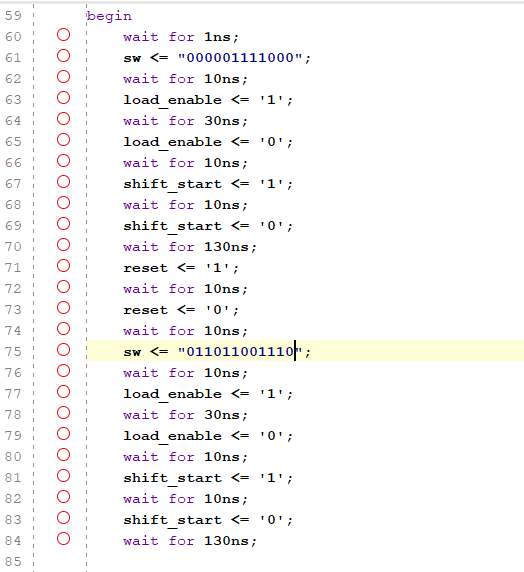 59 begin
60 wait for 1ns;
61 sw <= "000001111000";
62 wait for 10ns;
63 load_enable <= '1';
64 wait for 30ns;
65 load_enable <= '0';
66 wait for 10ns;
67 shift_start <= '1';
68 wait for 10ns;
69 shift_start <= '0';
70 wait for 130ns;
71 reset <= '1';
72 wait for 10ns;
73 reset <= '0';
74 wait for 10ns;
75 sw <= "011011001110";
76 wait for 10ns;
77 load_enable <= '1';
78 wait for 30ns;
79 load_enable <= '0';
80 wait for 10ns;
81 shift_start <= '1';
82 wait for 10ns;
83 shift_start <= '0';
84 wait for 130ns;
85